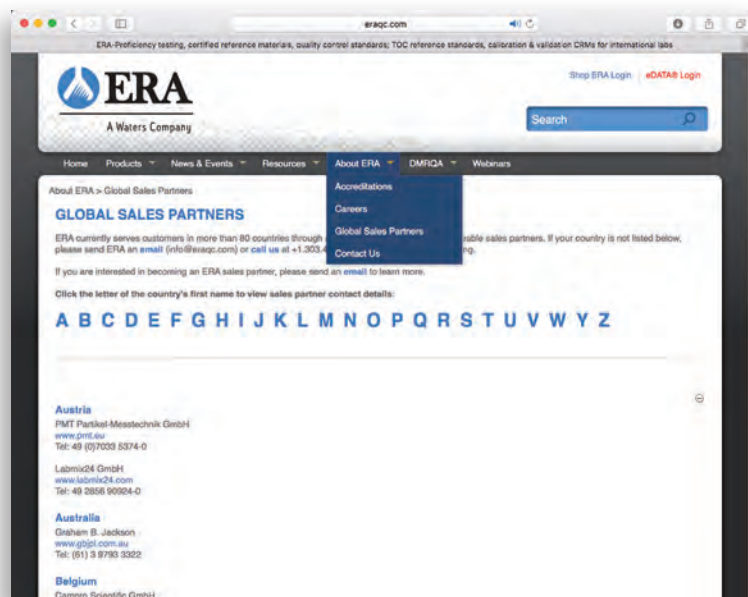 eraqc.com
ERA-Proficiency testing, certified reference materials, quality control standards; TOC reference standards, calibration & validation CRMs for international labs
ERA
A Waters Company
Shop ERA Login eDATA® Login
Search
Home Products News & Events Resources About ERA DMRQA Webinars
Accreditations
Careers
Global Sales Partners
Contact Us
About ERA > Global Sales Partners
GLOBAL SALES PARTNERS
ERA currently serves customers in more than 80 countries through able sales partners. If your country is not listed below,
please send ERA an email (info@eraqc.com) or call us at +1.303.
If you are interested in becoming an ERA sales partner, please send an email to learn more.
Click the letter of the country's first name to view sales partner contact details:
A B C D E F G H I J K L M N O P Q R S T U V W Y Z
Austria
PMT Partikel-Messtechnik GmbH
www.pmt.eu
Tel: 49 (0)7033 5374-0
Labmix24 GmbH
www.labmix24.com
Tel: 49 2856 90924-0
Australia
Graham B. Jackson
www.gbjpl.com.au
Tel: (61) 3 9793 3322
Belgium
Campro Scientific GmbH